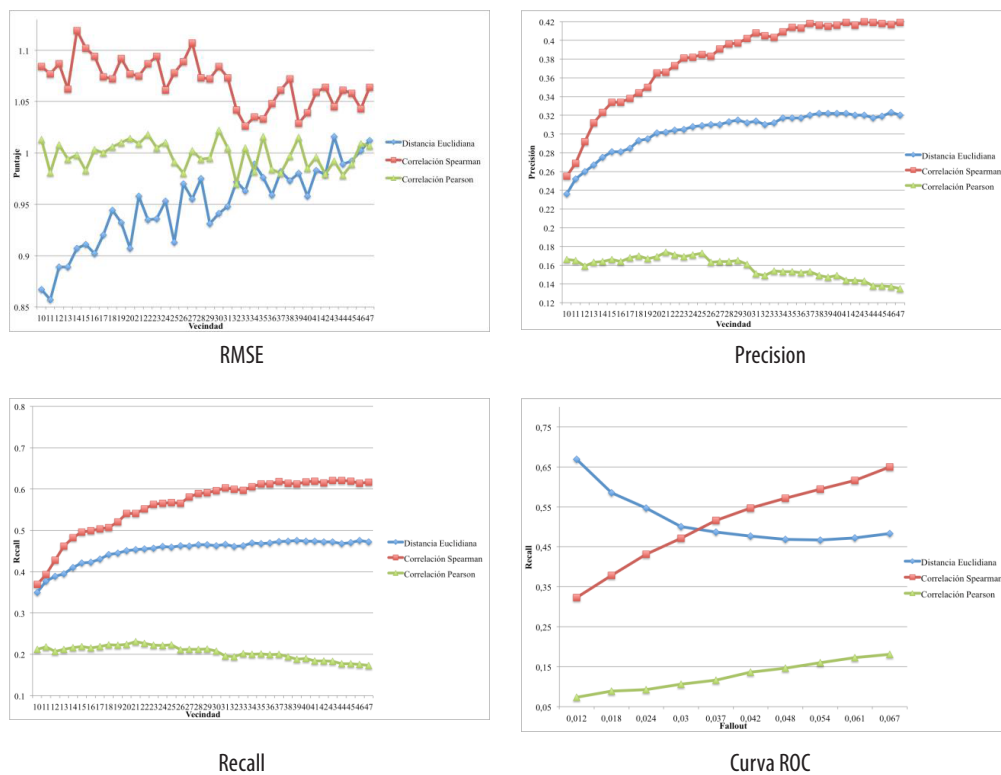 Puntaje
1.1
1.05
1
0.95
0.9
0.85
1011121314151617181920212223242526272829303132333435363738394041424344454647
Vecindad
Distancia Euclidiana
Correlación Spearman
Correlación Pearson
RMSE
Precisión
0.42
0.4
0.38
0.36
0.34
0.32
0.3
0.28
0.26
0.24
0.22
0.2
0.18
0.16
0.14
0.12
1011121314151617181920212223242526272829303132333435363738394041424344454647
Vecindad
Distancia Euclidiana
Correlación Spearman
Correlación Pearson
Precision
Recall
0.8
0.7
0.6
0.5
0.4
0.3
0.2
0.1
1011121314151617181920212223242526272829303132333435363738394041424344454647
Vecindad
Distancia Euclidiana
Correlación Spearman
Correlación Pearson
Recall
Recall
0,75
0,65
0,55
0,45
0,35
0,25
0,15
0,05
0,012 0,018 0,024 0,03 0,037 0,042 0,048 0,054 0,061 0,067
Fallout
Distancia Euclidiana
Correlación Spearman
Correlación Pearson
Curva ROC